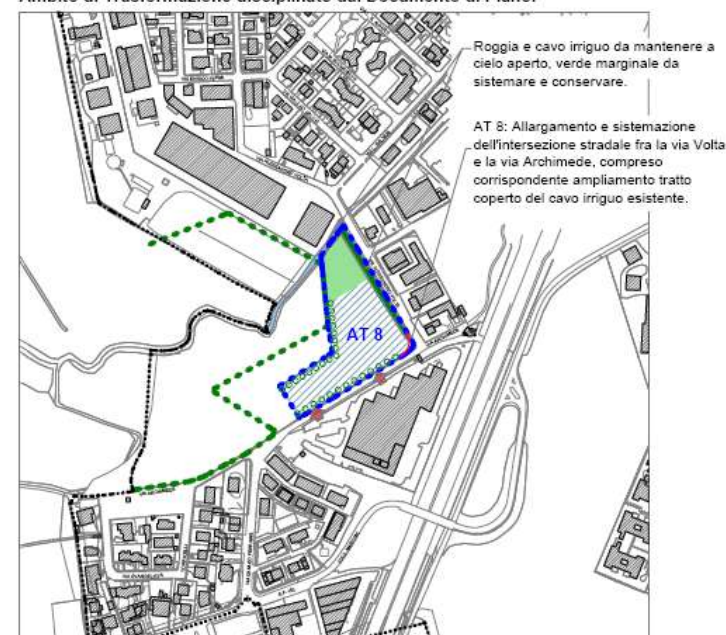 Ambito di Trasformazione disciplinato dal Documento di Piano:
Roggia e cavo irriguo da mantenere a
cielo aperto, verde marginale da
sistemare e conservare.
AT 8: Allargamento e sistemazione
dell'intersezione stradale fra la via Volta
e la via Archimede, compreso
corrispondente ampliamento tratto
coperto del cavo irriguo esistente.
AT 8